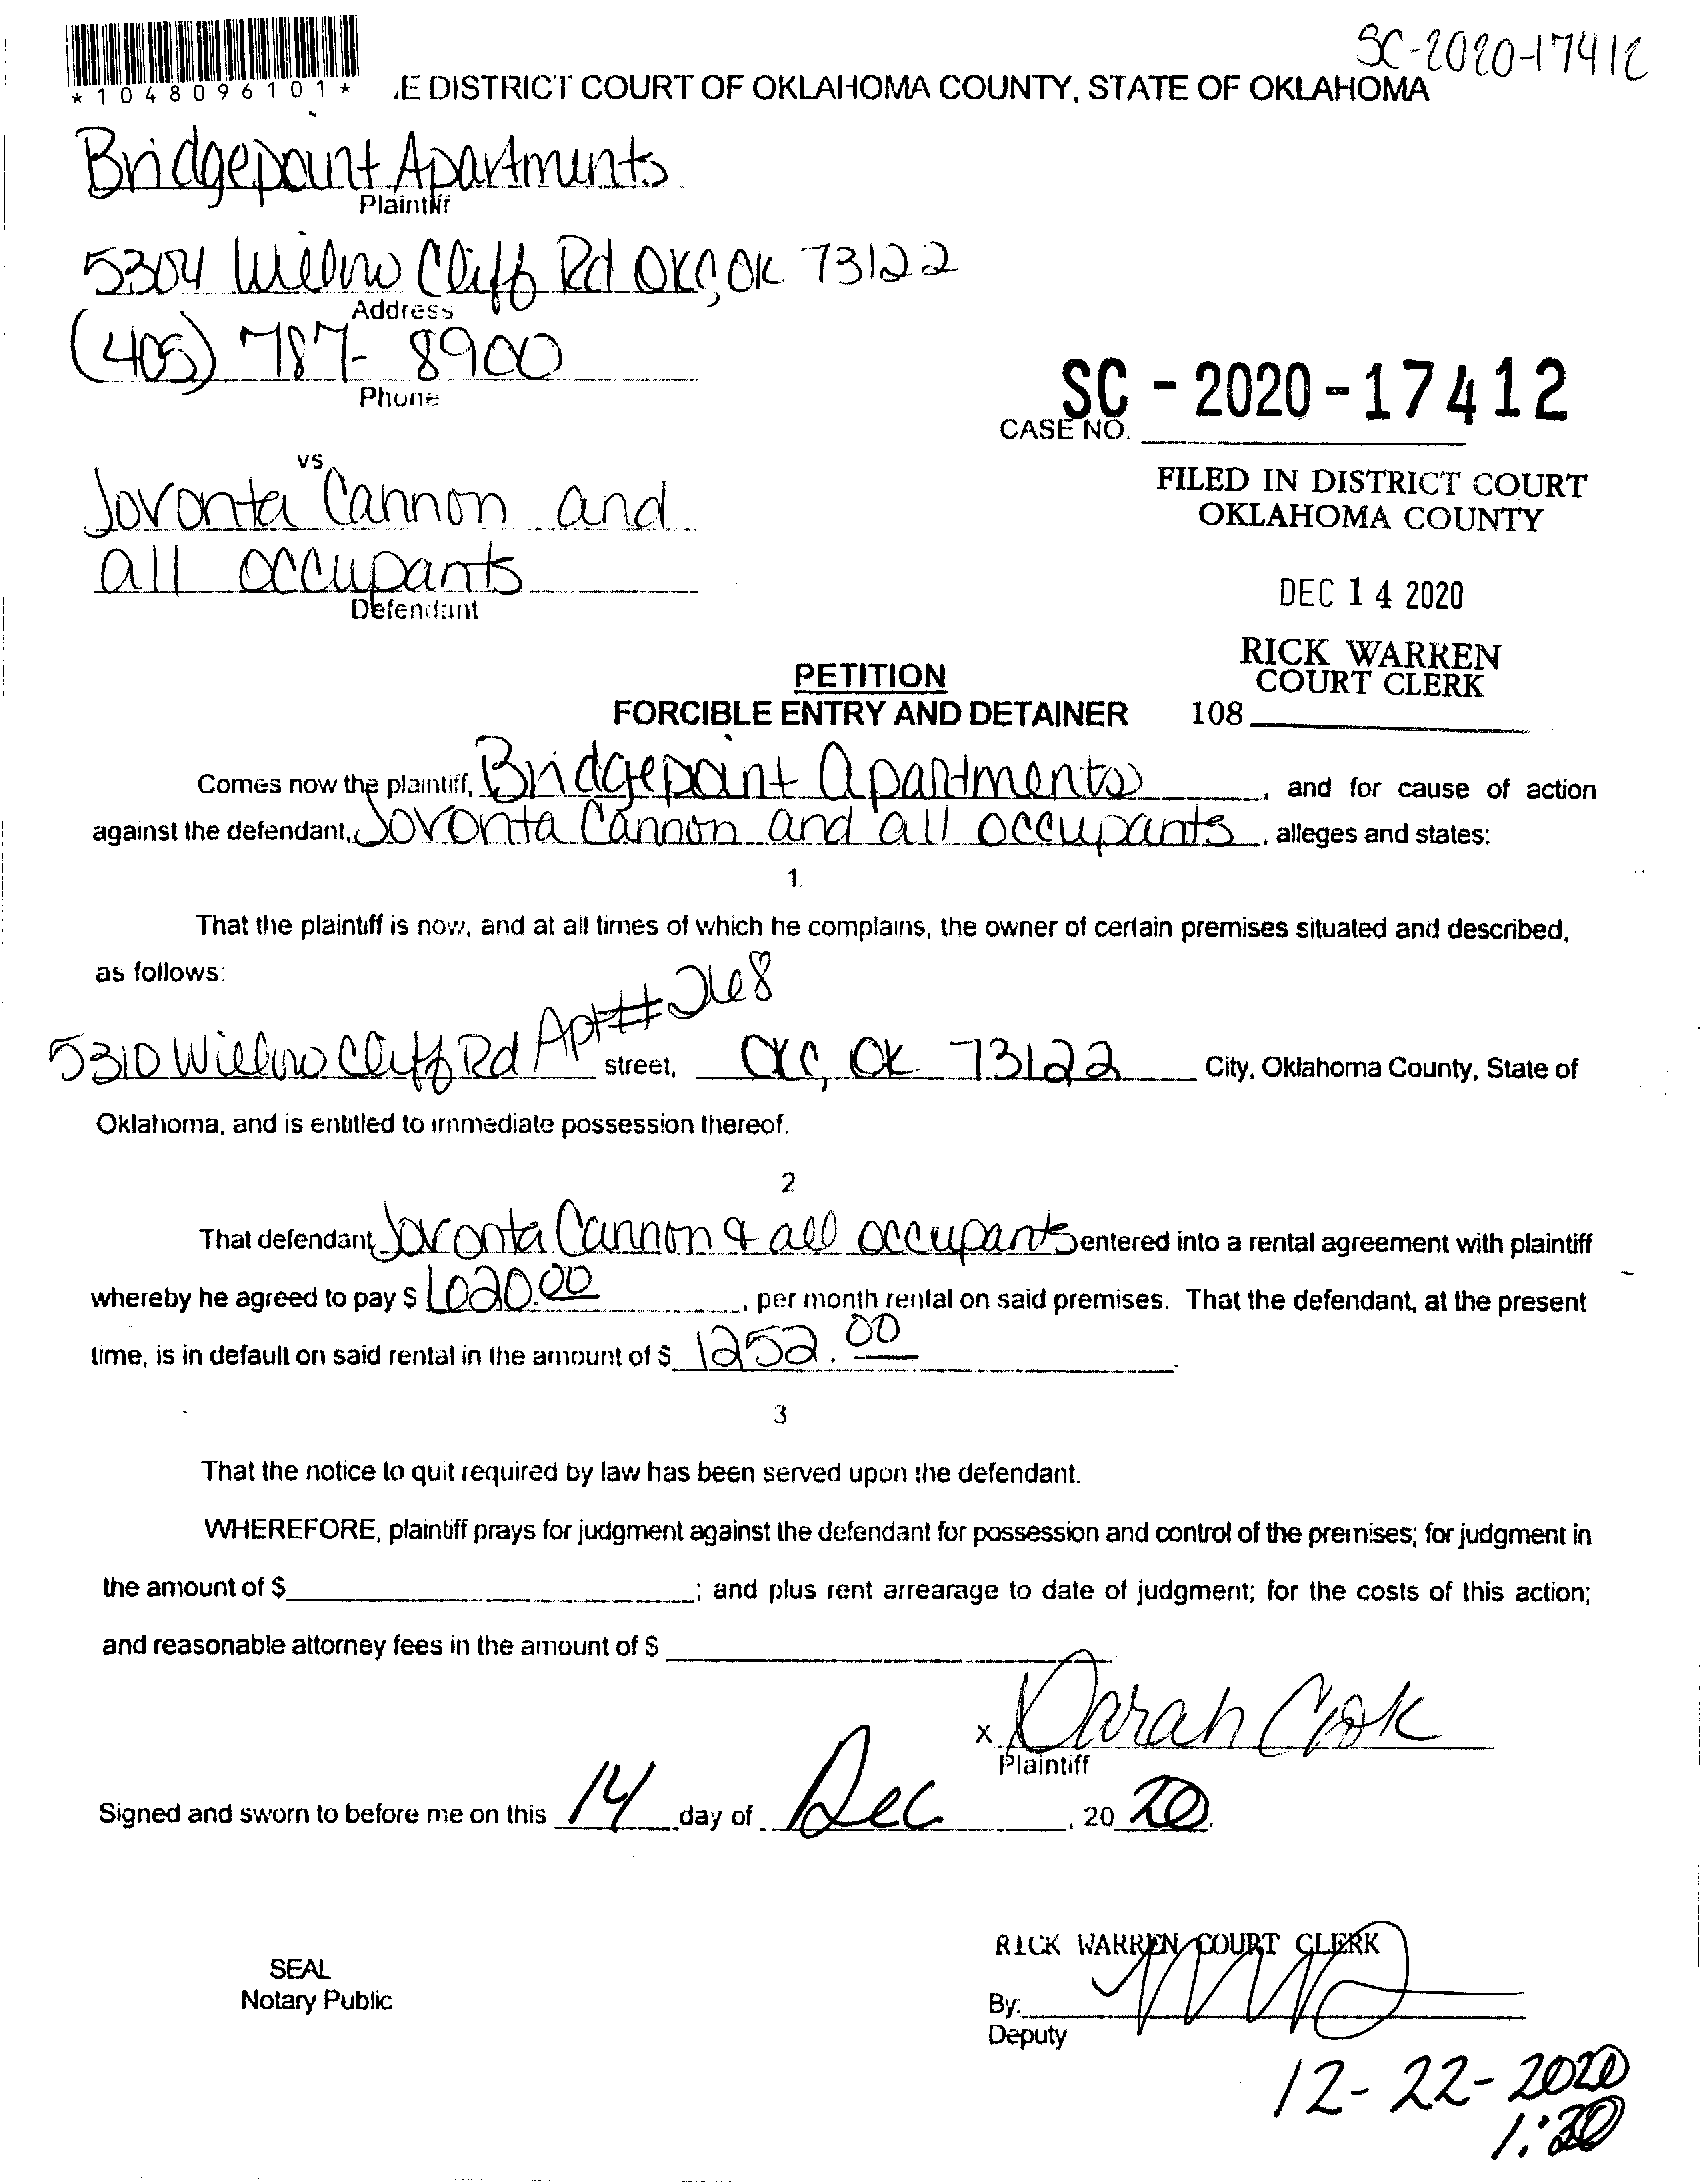 SC-2020-17412
*1048096101*
.E DISTRICT COURT OF OKLAHOMA COUNTY, STATE OF OKLAHOMA
Bridgepoint Apartments
Plaintiff
5304 Willow Cliff Rd OKC, OK 73122
Address
(405) 787-8900
Phone
SC-2020-17412
CASE NO.
vs
Jovonta Cannon and
all occupants
Defendant
FILED IN DISTRICT COURT
OKLAHOMA COUNTY
DEC 14 2020
RICK WARREN
COURT CLERK
108
PETITION
FORCIBLE ENTRY AND DETAINER
Comes now the plaintiff, Bridgepoint Apartments, and for cause of action
against the defendant, Jovonta Cannon and all occupants, alleges and states:
1.
That the plaintiff is now, and at all times of which he complains, the owner of certain premises situated and described,
as follows:
5310 Willow Cliff Rd Apt# 268 street, OKC, OK 73122 City, Oklahoma County, State of
Oklahoma, and is entitled to immediate possession thereof.
2
That defendant Jovonta Cannon & all occupants entered into a rental agreement with plaintiff
whereby he agreed to pay $ 1020.00, per month rental on said premises. That the defendant, at the present
time, is in default on said rental in the amount of $ 1252.00.
3
That the notice to quit required by law has been served upon the defendant.
WHEREFORE, plaintiff prays for judgment against the defendant for possession and control of the premises; for judgment in
the amount of $; and plus rent arrearage to date of judgment; for the costs of this action;
and reasonable attorney fees in the amount of $
x Darah Cook
Plaintiff
Signed and sworn to before me on this 14 day of Dec, 20 20.
SEAL
Notary Public
RICK WARREN COURT CLERK
By:
Deputy
12-22-2020
1:30